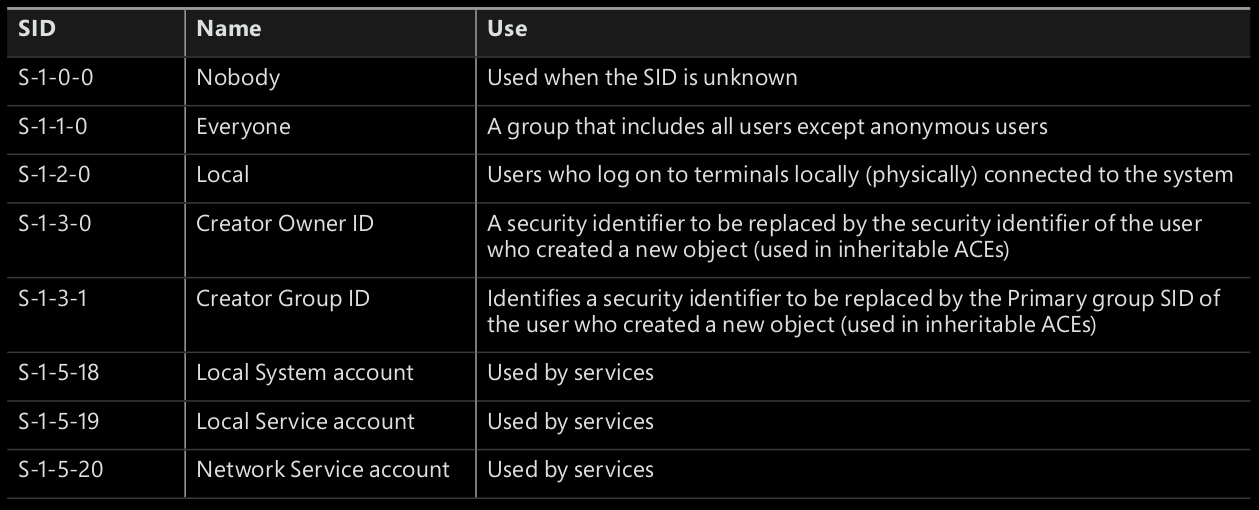 SID Name Use
S-1-0-0 Nobody Used when the SID is unknown
S-1-1-0 Everyone A group that includes all users except anonymous users
S-1-2-0 Local Users who log on to terminals locally (physically) connected to the system
S-1-3-0 Creator Owner ID A security identifier to be replaced by the security identifier of the user
who created a new object (used in inheritable ACEs)
S-1-3-1 Creator Group ID Identifies a security identifier to be replaced by the Primary group SID of
the user who created a new object (used in inheritable ACEs)
S-1-5-18 Local System account Used by services
S-1-5-19 Local Service account Used by services
S-1-5-20 Network Service account Used by services